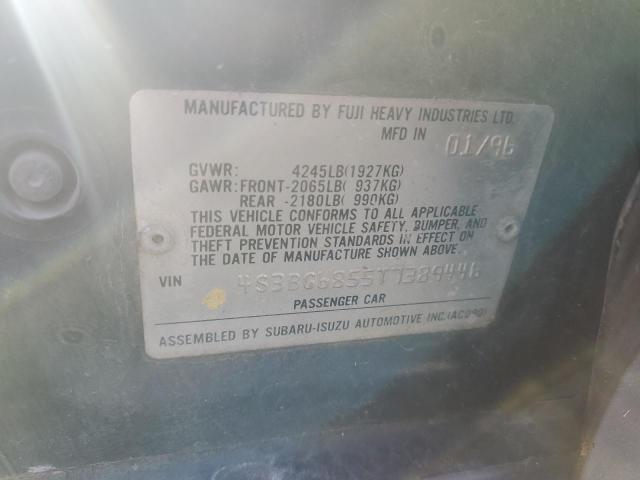 MANUFACTURED BY FUJI HEAVY INDUSTRIES LTD.
MFD IN 01/96
GVWR: 4245LB(1927KG)
GAWR: FRONT-2065LB( 937KG)
REAR -2180LB( 990KG)
THIS VEHICLE CONFORMS TO ALL APPLICABLE
FEDERAL MOTOR VEHICLE SAFETY, BUMPER, AND
THEFT PREVENTION STANDARDS IN EFFECT ON
THE DATE OF MANUFACTURE SHOWN ABOVE.
VIN 4S3BG6855T7389446
PASSENGER CAR
ASSEMBLED BY SUBARU-ISUZU AUTOMOTIVE INC.(AC090)